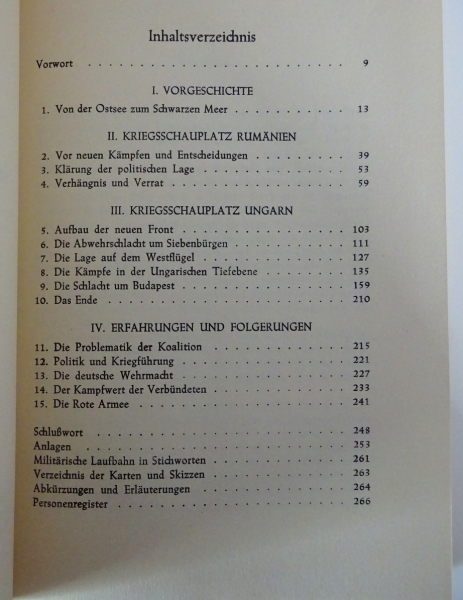 Inhaltsverzeichnis
Vorwort . . . . . . . . . . . . . . . . . . . . . . . . 9
I. VORGESCHICHTE
1. Von der Ostsee zum Schwarzen Meer . . . . . . . . . . 13
II. KRIEGSSCHAUPLATZ RUMÄNIEN
2. Vor neuen Kämpfen und Entscheidungen . . . . . . . . . 39
3. Klärung der politischen Lage . . . . . . . . . . . . . 53
4. Verhängnis und Verrat . . . . . . . . . . . . . . . . 59
III. KRIEGSSCHAUPLATZ UNGARN
5. Aufbau der neuen Front . . . . . . . . . . . . . . . 103
6. Die Abwehrschlacht um Siebenbürgen . . . . . . . . . . 111
7. Die Lage auf dem Westflügel . . . . . . . . . . . . . 127
8. Die Kämpfe in der Ungarischen Tiefebene . . . . . . . . 135
9. Die Schlacht um Budapest . . . . . . . . . . . . . . . 159
10. Das Ende . . . . . . . . . . . . . . . . . . . . . . 210
IV. ERFAHRUNGEN UND FOLGERUNGEN
11. Die Problematik der Koalition . . . . . . . . . . . . 215
12. Politik und Kriegführung . . . . . . . . . . . . . . . 221
13. Die deutsche Wehrmacht . . . . . . . . . . . . . . . 227
14. Der Kampfwert der Verbündeten . . . . . . . . . . . . 233
15. Die Rote Armee . . . . . . . . . . . . . . . . . . . 241
Schlußwort . . . . . . . . . . . . . . . . . . . . . . 248
Anlagen . . . . . . . . . . . . . . . . . . . . . . . 253
Militärische Laufbahn in Stichworten . . . . . . . . . . 261
Verzeichnis der Karten und Skizzen . . . . . . . . . . . 263
Abkürzungen und Erläuterungen . . . . . . . . . . . . . 264
Personenregister . . . . . . . . . . . . . . . . . . . 266